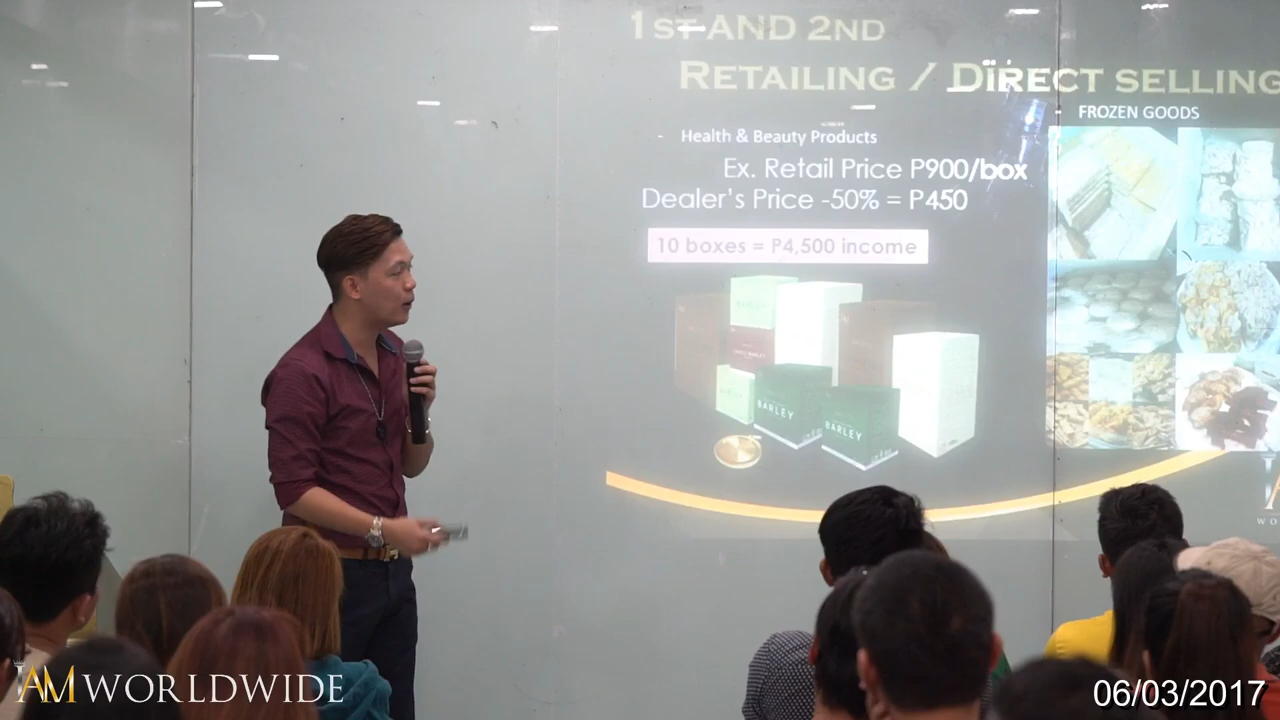 1ST AND 2ND
RETAILING / DIRECT SELLING
FROZEN GOODS
- Health & Beauty Products
Ex. Retail Price P900/box
Dealer's Price -50% = P450
10 boxes = P4,500 income
BARLEY
BARLEY
IAM WORLDWIDE
06/03/2017